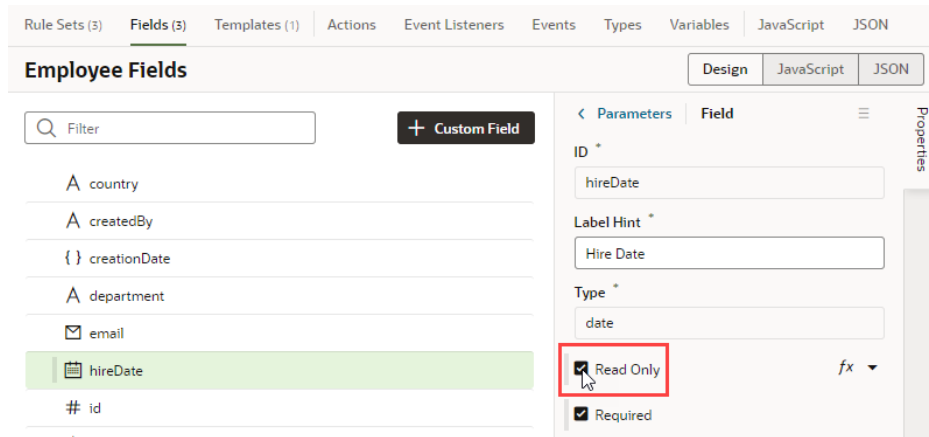 Rule Sets (3) Fields (3) Templates (1) Actions Event Listeners Events Types Variables JavaScript JSON
Employee Fields
Design JavaScript JSON
Filter
+ Custom Field
country
createdBy
{ } creationDate
department
email
hireDate
# id
< Parameters Field
ID *
hireDate
Label Hint *
Hire Date
Type *
date
Read Only fx
Required
Properties